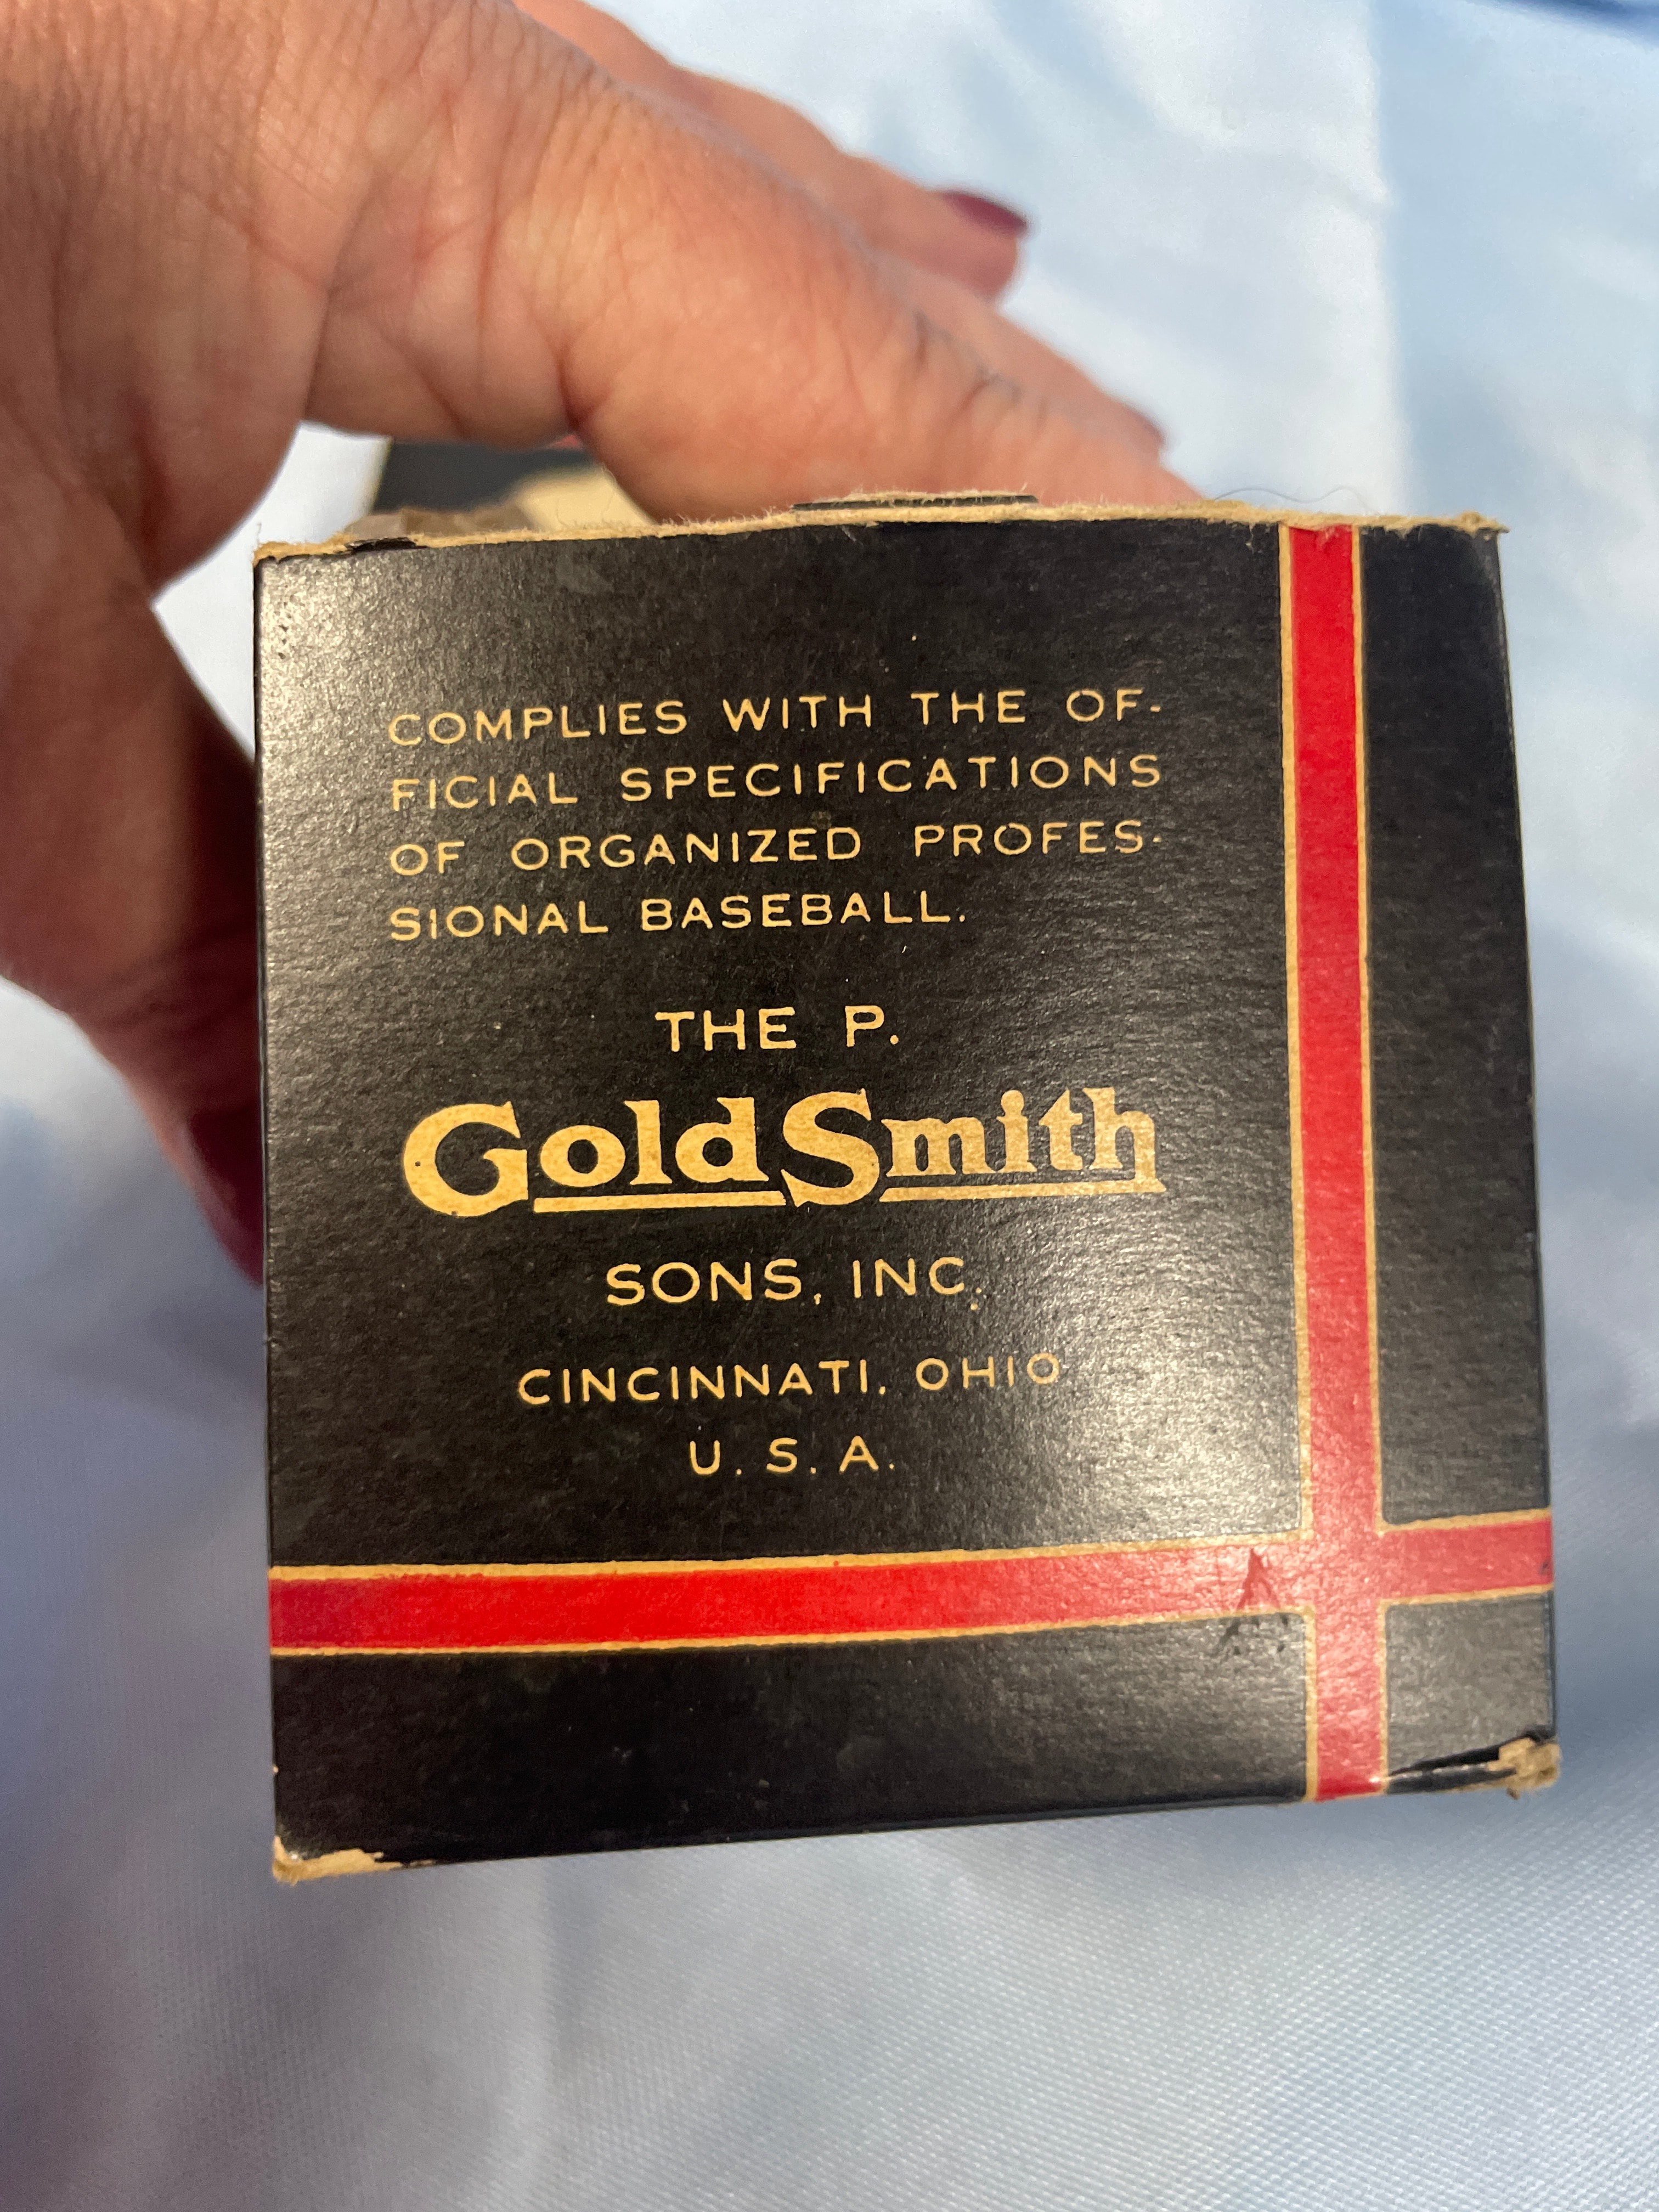 COMPLIES WITH THE OF-
FICIAL SPECIFICATIONS
OF ORGANIZED PROFES-
SIONAL BASEBALL.
THE P.
GoldSmith
SONS, INC.
CINCINNATI, OHIO
U. S. A.